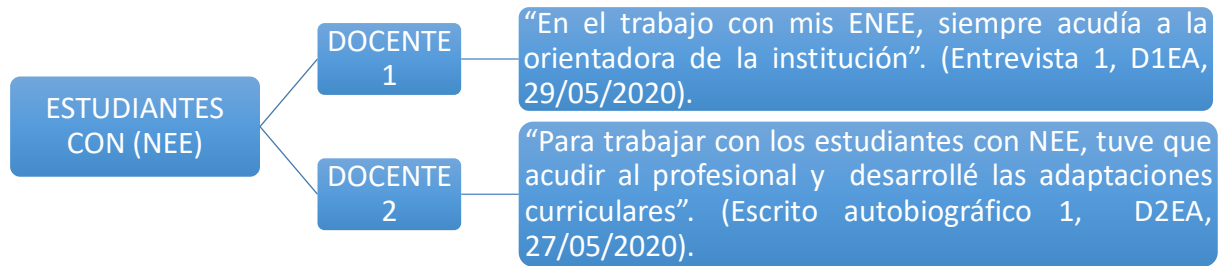 ESTUDIANTES
CON (NEE)
DOCENTE
1
“En el trabajo con mis ENEE, siempre acudía a la
orientadora de la institución”. (Entrevista 1, D1EA,
29/05/2020).
DOCENTE
2
“Para trabajar con los estudiantes con NEE, tuve que
acudir al profesional y desarrollé las adaptaciones
curriculares”. (Escrito autobiográfico 1, D2EA,
27/05/2020).